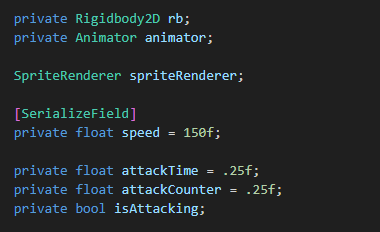 private Rigidbody2D rb;
private Animator animator;
SpriteRenderer spriteRenderer;
[SerializeField]
private float speed = 150f;
private float attackTime = .25f;
private float attackCounter = .25f;
private bool isAttacking;